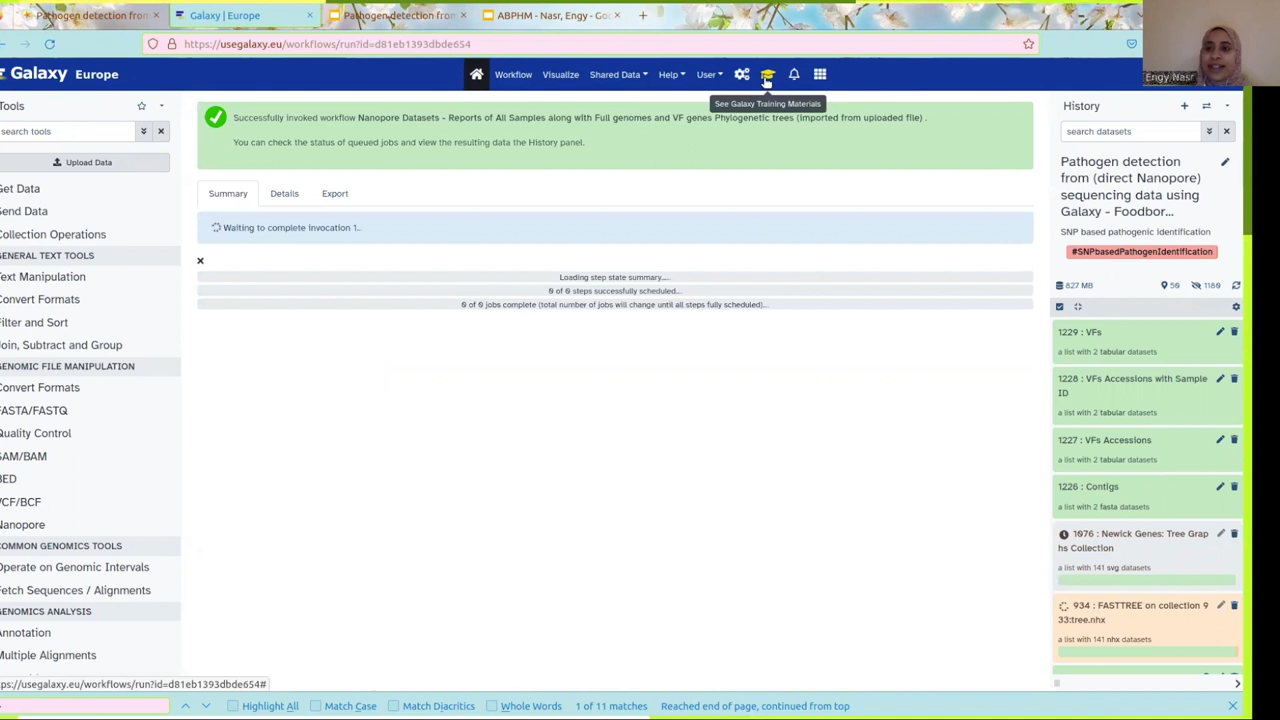 Pathogen detection from
Galaxy | Europe
Pathogen detection from
ABPHM - Nasr, Engy - Goo
https://usegalaxy.eu/workflows/run?id=d81eb1393dbde654
Galaxy Europe
Workflow
Visualize
Shared Data
Help
User
See Galaxy Training Materials
Engy Nasr
Tools
search tools
Upload Data
Get Data
Send Data
Collection Operations
GENERAL TEXT TOOLS
Text Manipulation
Convert Formats
Filter and Sort
Join, Subtract and Group
GENOMIC FILE MANIPULATION
Convert Formats
FASTA/FASTQ
Quality Control
SAM/BAM
BED
VCF/BCF
Nanopore
COMMON GENOMICS TOOLS
Operate on Genomic Intervals
Fetch Sequences / Alignments
GENOMICS ANALYSIS
Annotation
Multiple Alignments
ps://usegalaxy.eu/workflows/run?id=d81eb1393dbde654#
Successfully invoked workflow Nanopore Datasets - Reports of All Samples along with Full genomes and VF genes Phylogenetic trees (imported from uploaded file) .
You can check the status of queued jobs and view the resulting data the History panel.
Summary
Details
Export
Waiting to complete invocation 1..
Loading step state summary....
0 of 0 steps successfully scheduled..
0 of 0 jobs complete (total number of jobs will change until all steps fully scheduled)..
History
search datasets
Pathogen detection
from (direct Nanopore)
sequencing data using
Galaxy - Foodbor...
SNP based pathogenic identification
#SNPbasedPathogenIdentification
827 MB
50
1180
1229 : VFs
a list with 2 tabular datasets
1228 : VFs Accessions with Sample
ID
a list with 2 tabular datasets
1227 : VFs Accessions
a list with 2 tabular datasets
1226 : Contigs
a list with 2 fasta datasets
1076 : Newick Genes: Tree Grap
hs Collection
a list with 141 svg datasets
934 : FASTTREE on collection 9
33:tree.nhx
a list with 141 nhx datasets
Highlight All
Match Case
Match Diacritics
Whole Words
1 of 11 matches
Reached end of page, continued from top